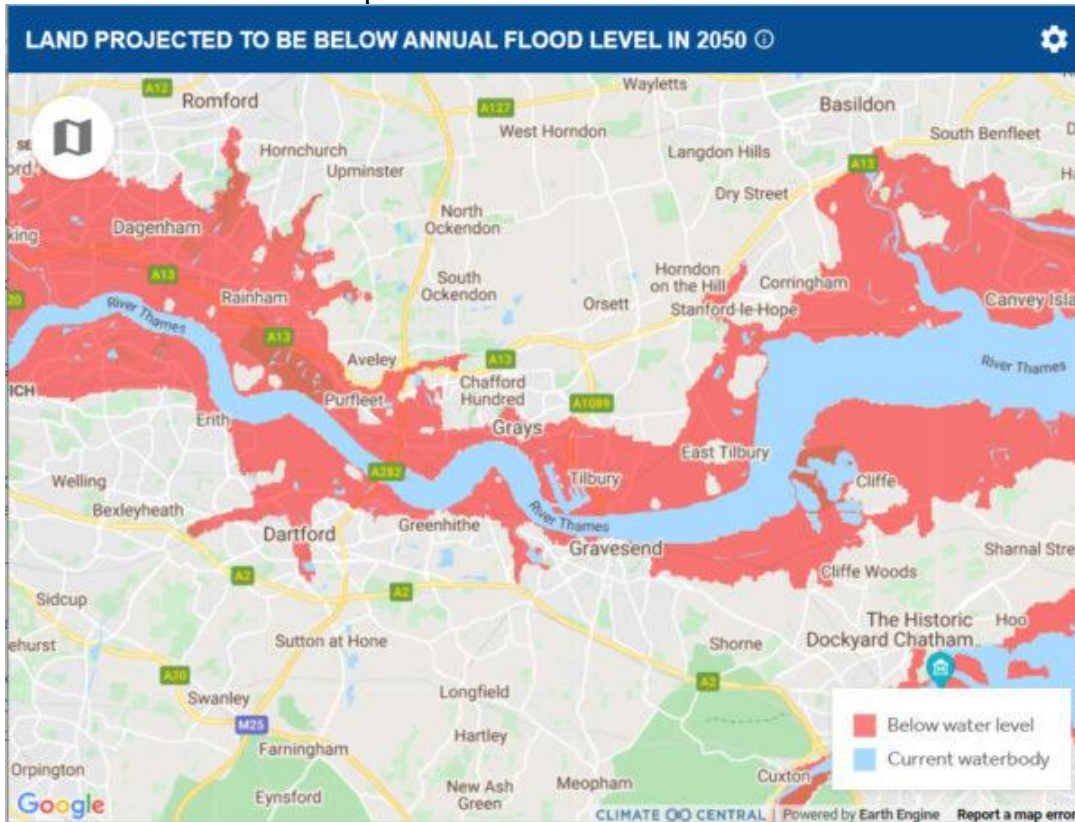 LAND PROJECTED TO BE BELOW ANNUAL FLOOD LEVEL IN 2050
A12
Romford
Wayletts
A127
Basildon
West Horndon
South Benfleet
Hornchurch
Upminster
Langdon Hills
A13
Dry Street
Dagenham
North
Ockendon
A13
South
Ockendon
Horndon
on the Hill
Corringham
Rainham
River Thames
Orsett
Stanford-le-Hope
A13
Aveley
A13
River Thames
Chafford
Hundred
Purfleet
A1089
Erith
Grays
East Tilbury
A282
Tilbury
Cliffe
Welling
Bexleyheath
Dartford
Greenhithe
River Thames
Gravesend
Cliffe Woods
A2
A2
Sidcup
Sutton at Hone
Shorne
The Historic
Dockyard Chatham
Hoo
A20
A2
Swanley
Longfield
M25
Below water level
Farningham
Hartley
Current waterbody
Orpington
New Ash
Green
Meopham
Cuxton
Eynsford
Google
CLIMATE CENTRAL | Powered by Earth Engine Report a map error